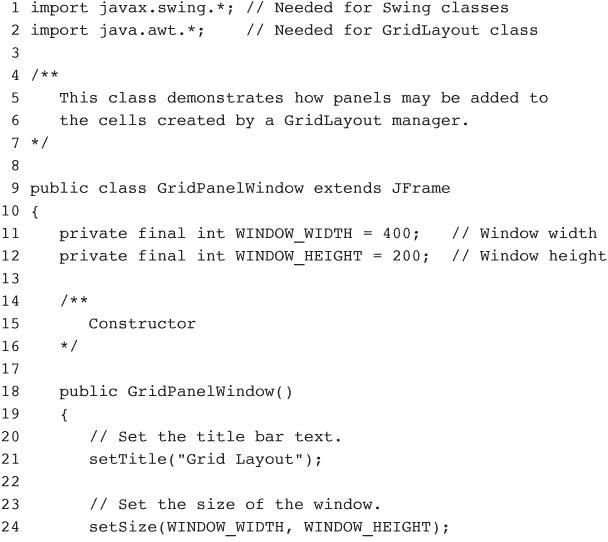 1 import javax.swing.*; // Needed for Swing classes
2 import java.awt.*;    // Needed for GridLayout class
3
4 /**
5    This class demonstrates how panels may be added to
6    the cells created by a GridLayout manager.
7 */
8
9 public class GridPanelWindow extends JFrame
10 {
11    private final int WINDOW_WIDTH = 400;   // Window width
12    private final int WINDOW_HEIGHT = 200;  // Window height
13
14    /**
15       Constructor
16    */
17
18    public GridPanelWindow()
19    {
20       // Set the title bar text.
21       setTitle("Grid Layout");
22
23       // Set the size of the window.
24       setSize(WINDOW_WIDTH, WINDOW_HEIGHT);